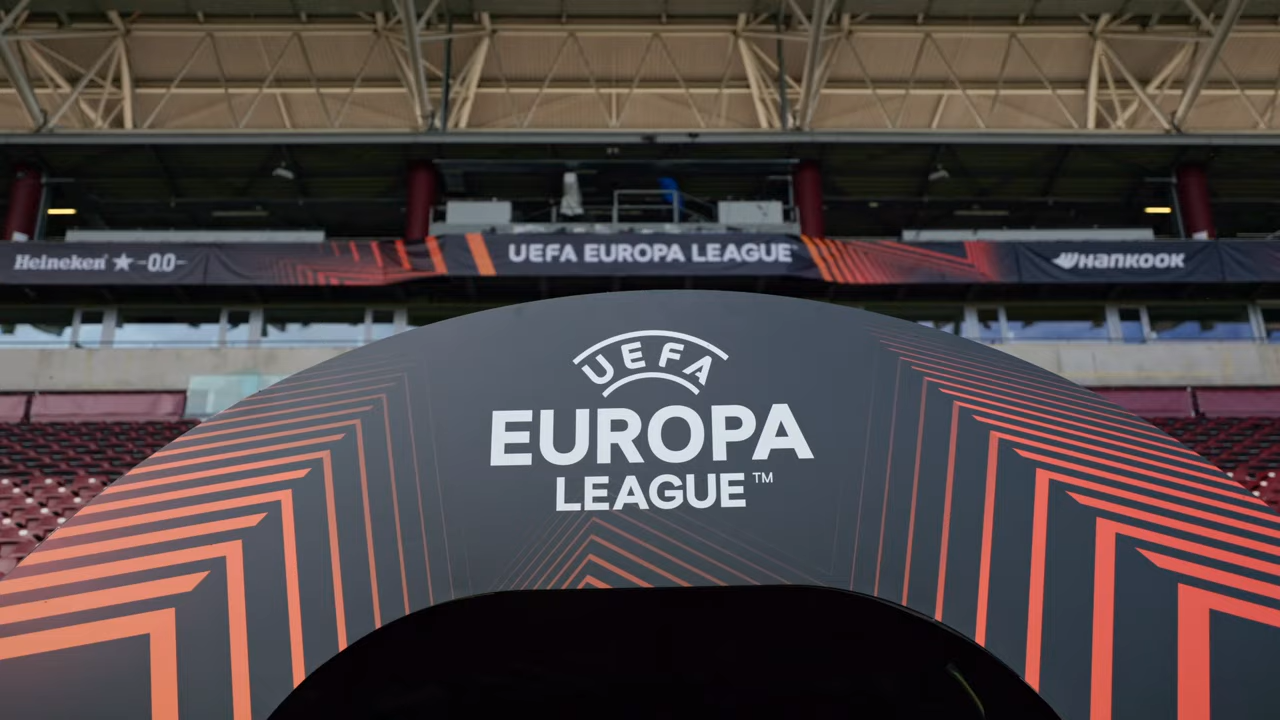 Heineken ★ 0.0
UEFA EUROPA LEAGUE
HANKOOK
UEFA
EUROPA
LEAGUE™